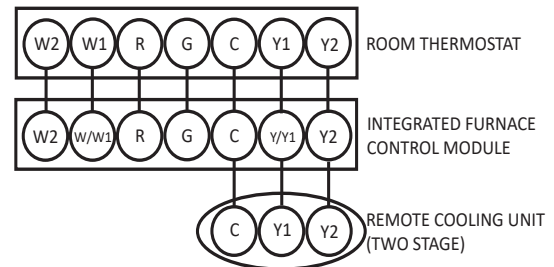 W2 W1 R G C Y1 Y2 ROOM THERMOSTAT
W2 W/W1 R G C Y/Y1 Y2 INTEGRATED FURNACE
CONTROL MODULE
C Y1 Y2 REMOTE COOLING UNIT
(TWO STAGE)